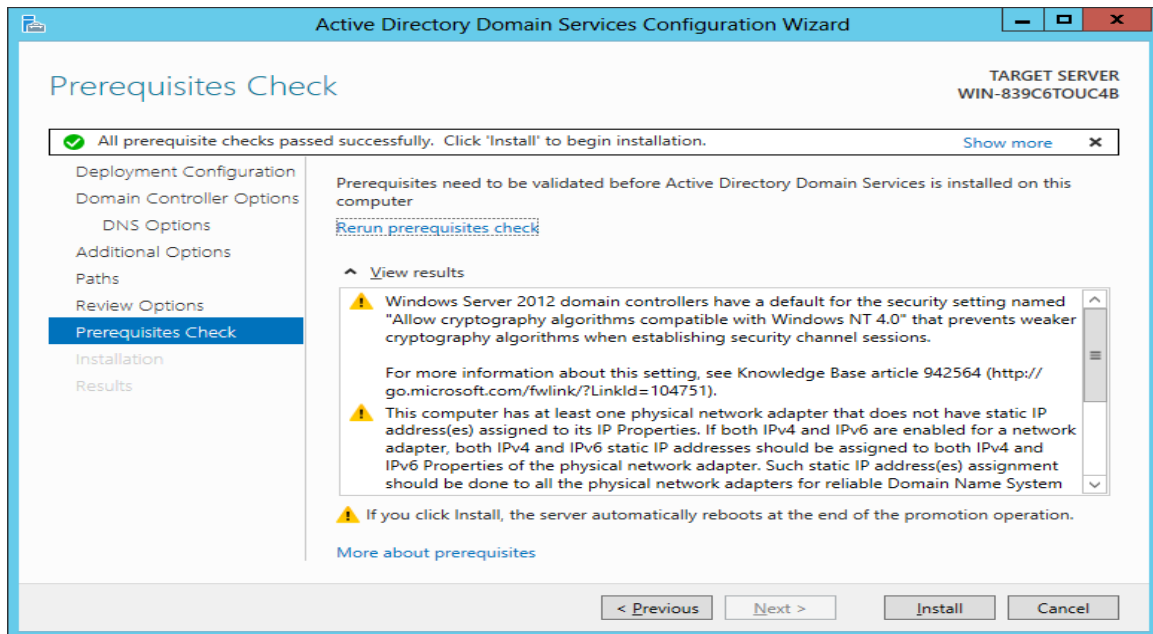 Active Directory Domain Services Configuration Wizard
Prerequisites Check
TARGET SERVER
WIN-839C6TOUC4B
All prerequisite checks passed successfully. Click 'Install' to begin installation.
Show more
Deployment Configuration
Domain Controller Options
DNS Options
Additional Options
Paths
Review Options
Prerequisites Check
Installation
Results
Prerequisites need to be validated before Active Directory Domain Services is installed on this
computer
Rerun prerequisites check
View results
Windows Server 2012 domain controllers have a default for the security setting named
"Allow cryptography algorithms compatible with Windows NT 4.0" that prevents weaker
cryptography algorithms when establishing security channel sessions.
For more information about this setting, see Knowledge Base article 942564 (http://
go.microsoft.com/fwlink/?LinkId=104751).
This computer has at least one physical network adapter that does not have static IP
address(es) assigned to its IP Properties. If both IPv4 and IPv6 are enabled for a network
adapter, both IPv4 and IPv6 static IP addresses should be assigned to both IPv4 and
IPv6 Properties of the physical network adapter. Such static IP address(es) assignment
should be done to all the physical network adapters for reliable Domain Name System
If you click Install, the server automatically reboots at the end of the promotion operation.
More about prerequisites
< Previous
Next >
Install
Cancel